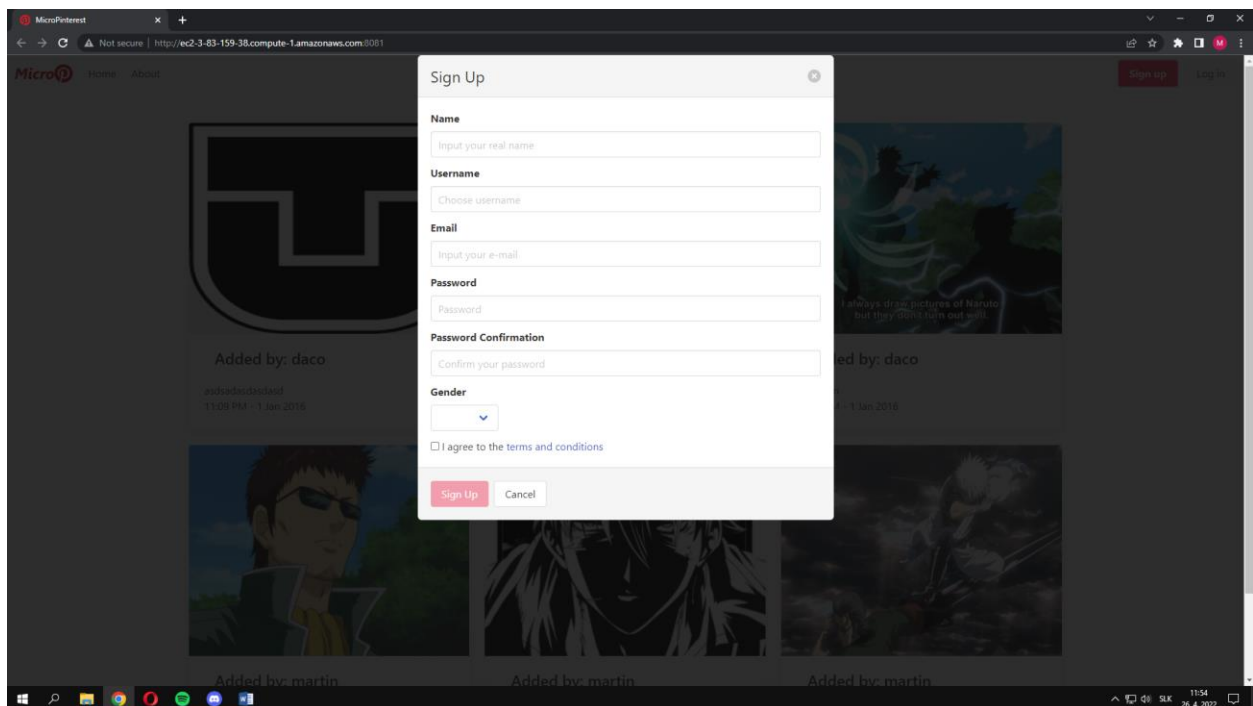 MicroPinterest
Not secure | http://ec2-3-83-159-38.compute-1.amazonaws.com:8081
M
Micro
Home About
Sign up Log in
Sign Up
Name
Input your real name
Username
Choose username
Email
Input your e-mail
Password
Password
Password Confirmation
Confirm your password
Gender
I agree to the terms and conditions
Sign Up Cancel
I always draw pictures of Naruto
but they don't turn out well.
Added by: daco
11:09 PM - 1 Jan 2016
ed by: daco
- 1 Jan 2016
Added by: martin
Added by: martin
Added by: martin
SLK
11:54
26. 4. 2022